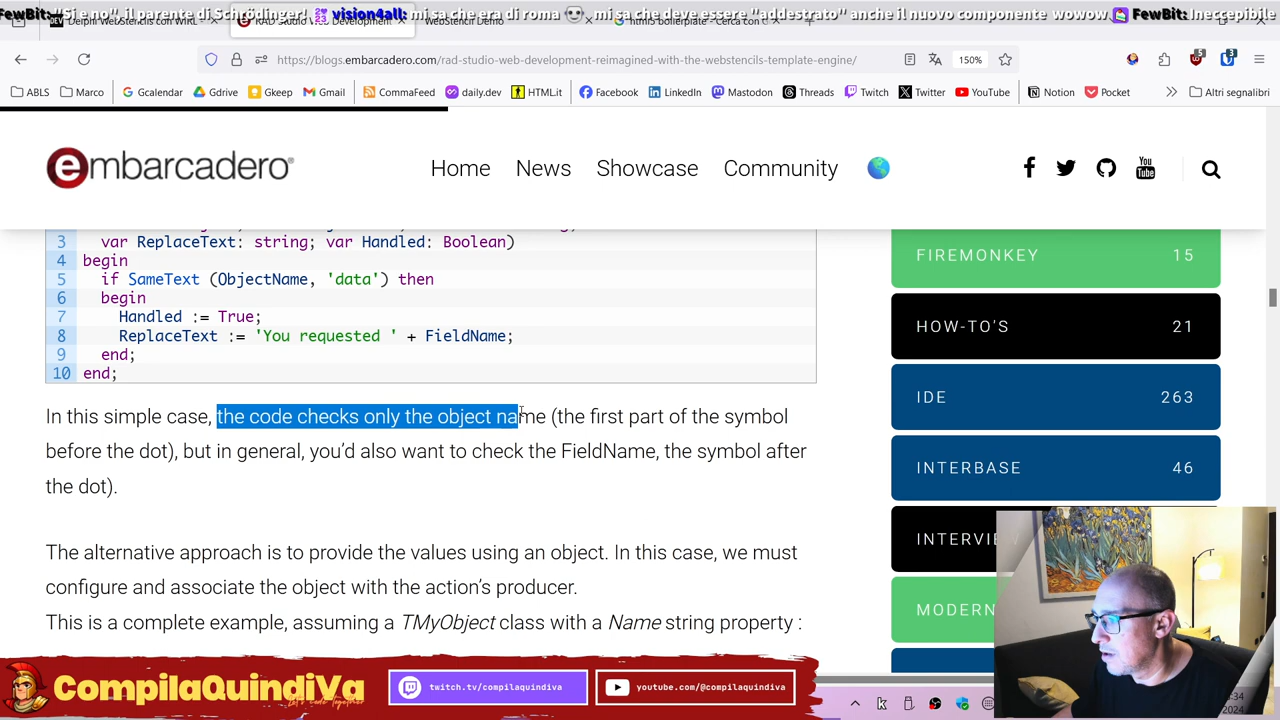 FewBit: "Si può", il parente di Schrödinger! vision4all: mi sa che era di roma mi sa che deve essere "addestrato" anche il nuovo componente wowow FewBit: Ineccepibile
https://blogs.embarcadero.com/rad-studio-web-development-reimagined-with-the-webstencils-template-engine/
150%
ABLS Marco Gcalendar Gdrive Gkeep Gmail CommaFeed daily.dev HTML.it Facebook LinkedIn Mastodon Threads Twitch Twitter YouTube Notion Pocket Altri segnalibri
embarcadero
Home News Showcase Community
3 var ReplaceText: string; var Handled: Boolean)
4 begin
5 if SameText (ObjectName, 'data') then
6 begin
7 Handled := True;
8 ReplaceText := 'You requested ' + FieldName;
9 end;
10 end;
In this simple case, the code checks only the object name (the first part of the symbol
before the dot), but in general, you'd also want to check the FieldName, the symbol after
the dot).
The alternative approach is to provide the values using an object. In this case, we must
configure and associate the object with the action's producer.
This is a complete example, assuming a TMyObject class with a Name string property :
FIREMONKEY 15
HOW-TO'S 21
IDE 263
INTERBASE 46
INTERVIE
MODERN
CompilaQuindiVa
Let's code Together
twitch.tv/compilaquindiva
youtube.com/@compilaquindiva